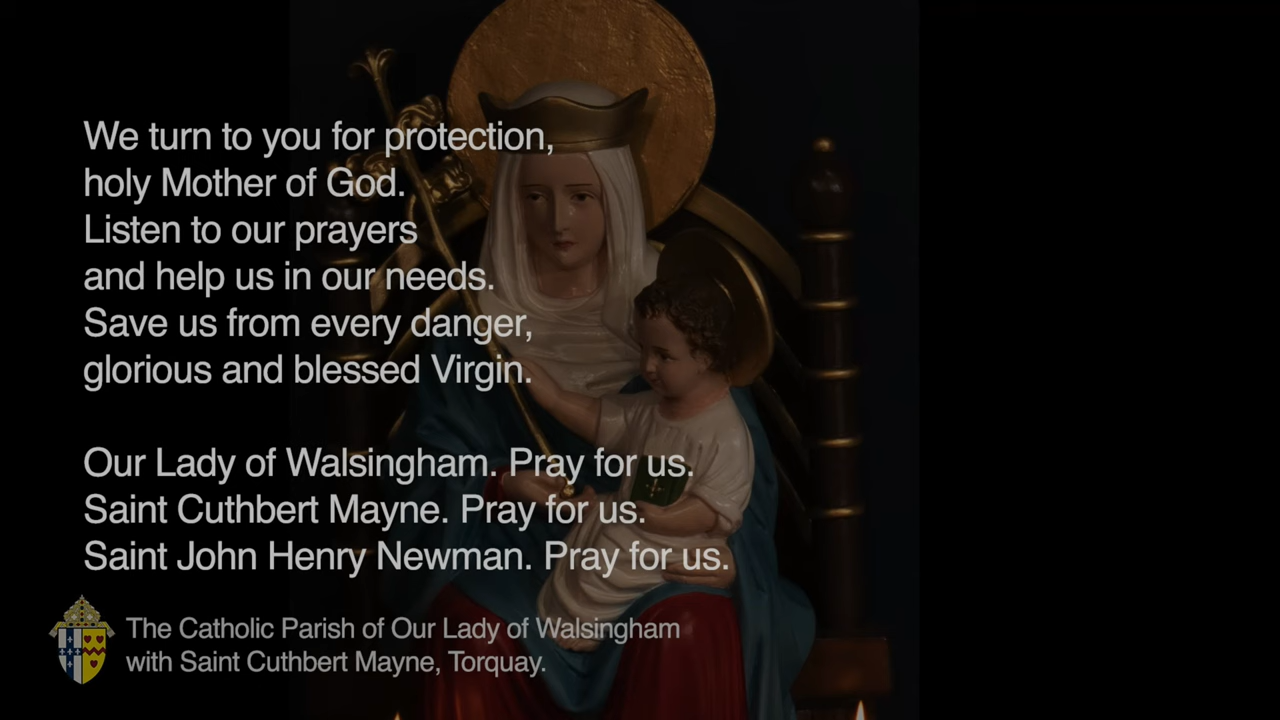 We turn to you for protection,
holy Mother of God.
Listen to our prayers
and help us in our needs.
Save us from every danger,
glorious and blessed Virgin.
Our Lady of Walsingham. Pray for us.
Saint Cuthbert Mayne. Pray for us.
Saint John Henry Newman. Pray for us.
The Catholic Parish of Our Lady of Walsingham
with Saint Cuthbert Mayne, Torquay.